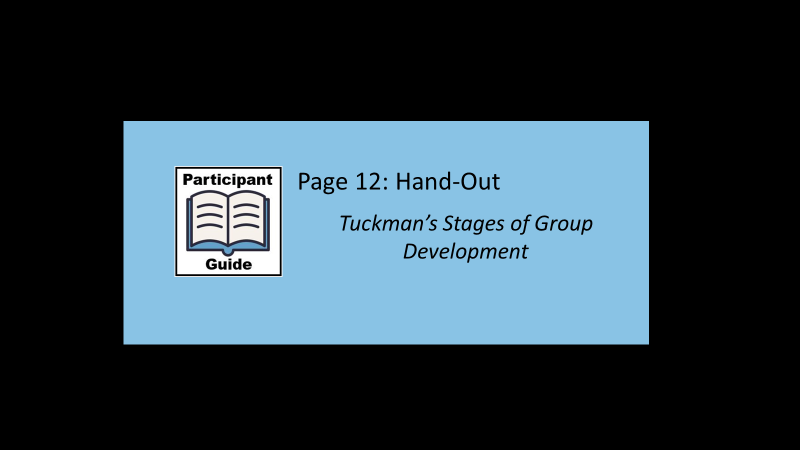 Participant
Guide
Page 12: Hand-Out
Tuckman’s Stages of Group
Development